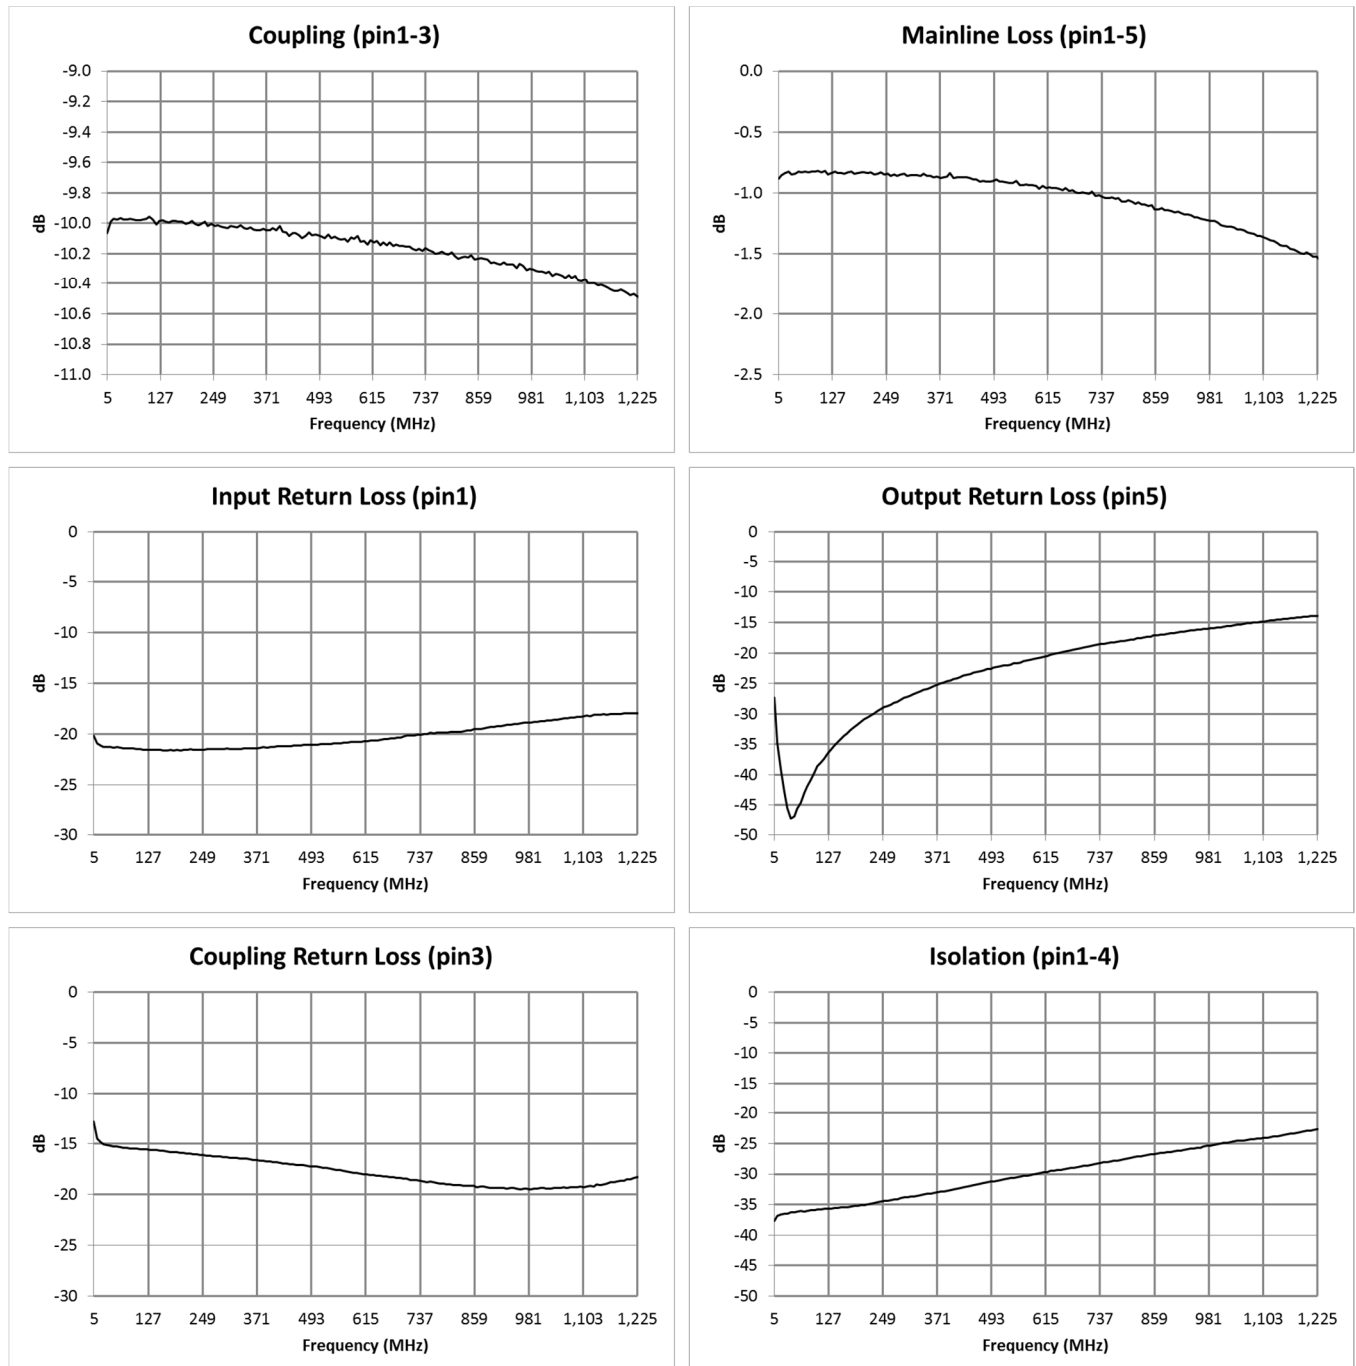 Coupling (pin1-3)
-9.0
-9.2
-9.4
-9.6
-9.8
-10.0
-10.2
-10.4
-10.6
-10.8
-11.0
dB
5 127 249 371 493 615 737 859 981 1,103 1,225
Frequency (MHz)
Mainline Loss (pin1-5)
0.0
-0.5
-1.0
-1.5
-2.0
-2.5
dB
5 127 249 371 493 615 737 859 981 1,103 1,225
Frequency (MHz)
Input Return Loss (pin1)
0
-5
-10
-15
-20
-25
-30
dB
5 127 249 371 493 615 737 859 981 1,103 1,225
Frequency (MHz)
Output Return Loss (pin5)
0
-5
-10
-15
-20
-25
-30
-35
-40
-45
-50
dB
5 127 249 371 493 615 737 859 981 1,103 1,225
Frequency (MHz)
Coupling Return Loss (pin3)
0
-5
-10
-15
-20
-25
-30
dB
5 127 249 371 493 615 737 859 981 1,103 1,225
Frequency (MHz)
Isolation (pin1-4)
0
-5
-10
-15
-20
-25
-30
-35
-40
-45
-50
dB
5 127 249 371 493 615 737 859 981 1,103 1,225
Frequency (MHz)